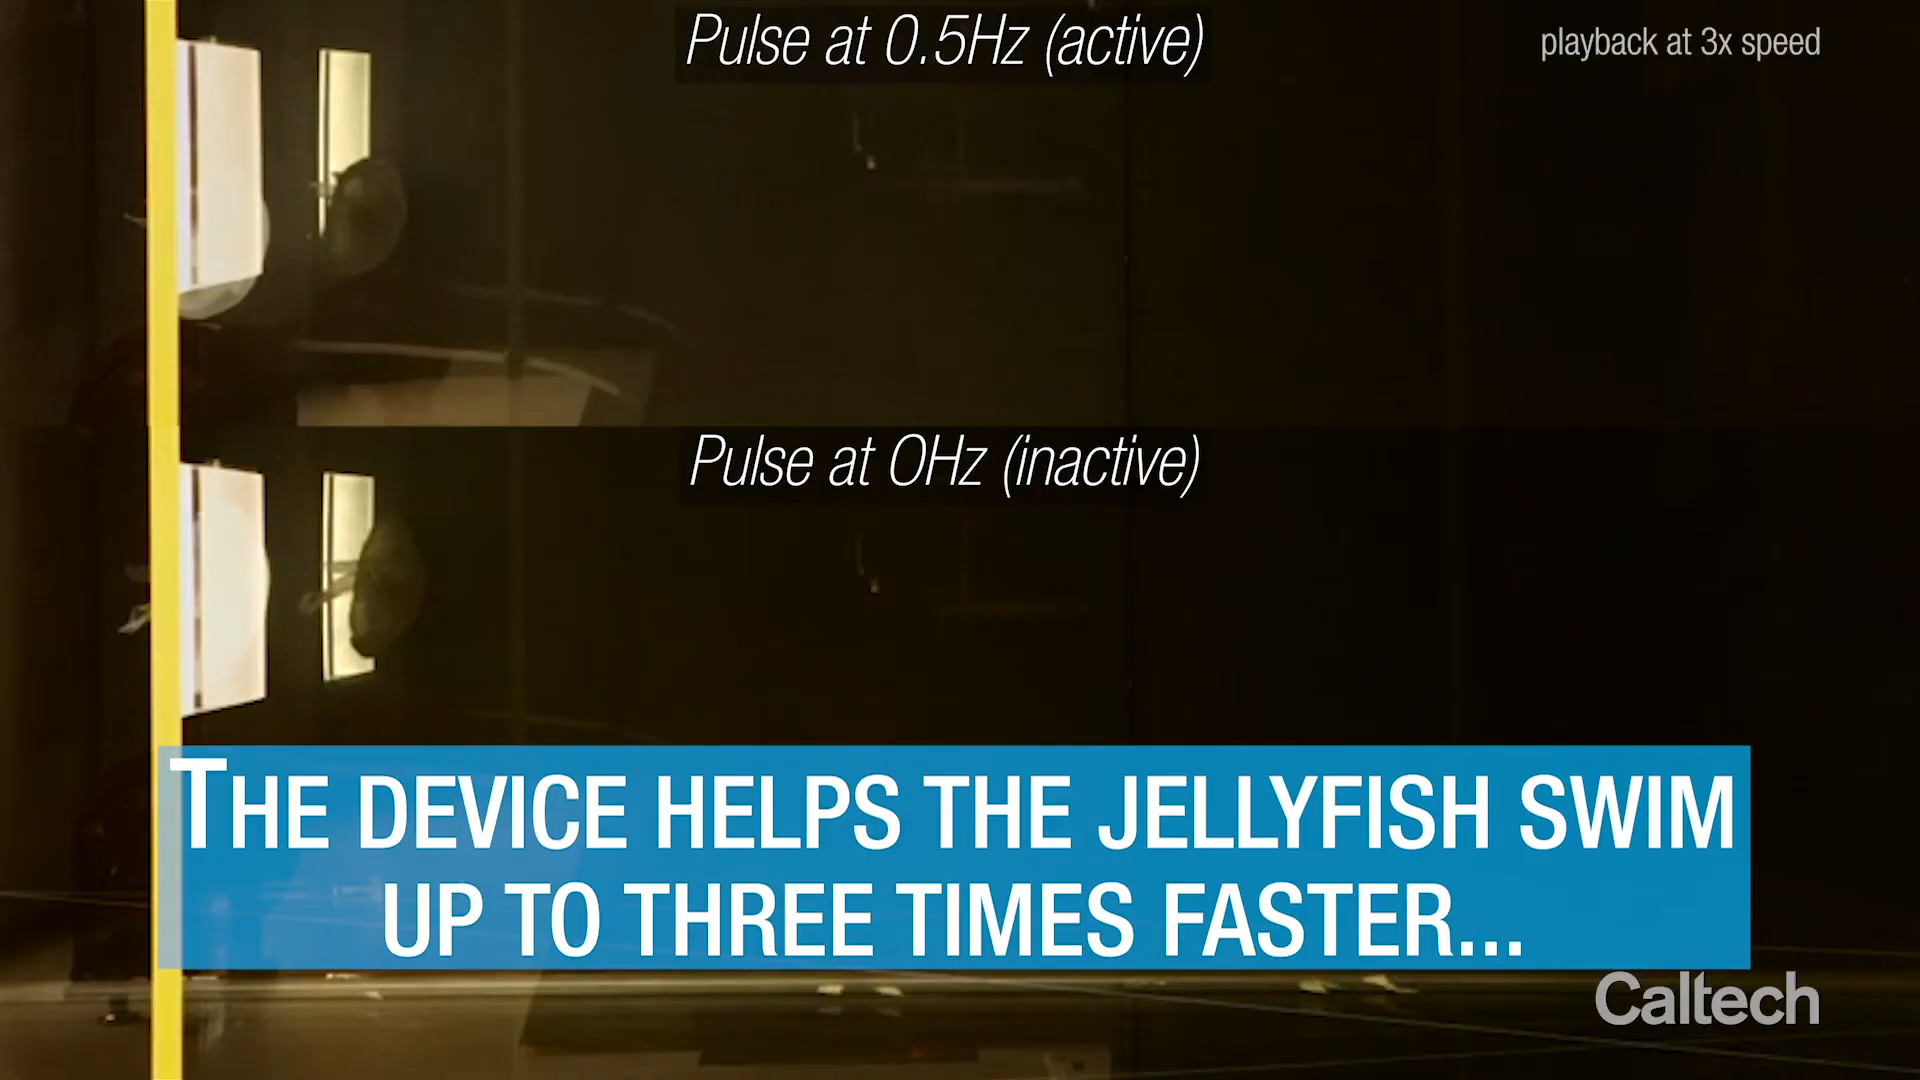 Pulse at 0.5Hz (active)
playback at 3x speed
Pulse at 0Hz (inactive)
THE DEVICE HELPS THE JELLYFISH SWIM
UP TO THREE TIMES FASTER...
Caltech